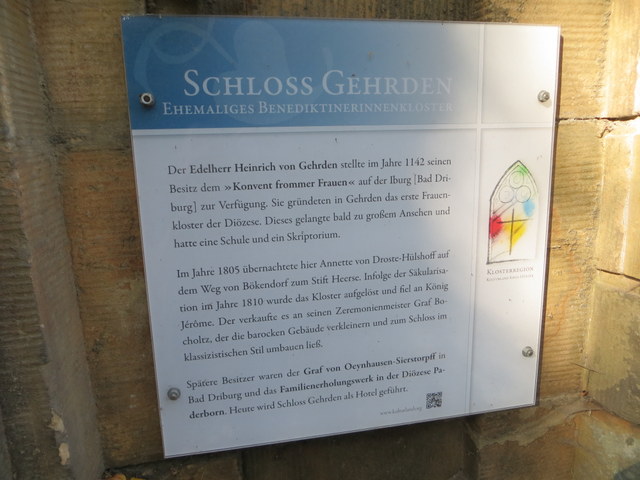 SCHLOSS GEHRDEN
EHEMALIGES BENEDIKTINERINNENKLOSTER
Der Edelherr Heinrich von Gehrden stellte im Jahre 1142 seinen
Besitz dem »Konvent frommer Frauen« auf der Iburg [Bad Dri-
burg] zur Verfügung. Sie gründeten in Gehrden das erste Frauen-
kloster der Diözese. Dieses gelangte bald zu großem Ansehen und
hatte eine Schule und ein Skriptorium.
Im Jahre 1805 übernachtete hier Annette von Droste-Hülshoff auf
dem Weg von Bökendorf zum Stift Heerse. Infolge der Säkularisa-
tion im Jahre 1810 wurde das Kloster aufgelöst und fiel an König
Jérôme. Der verkaufte es an seinen Zeremonienmeister Graf Bo-
choltz, der die barocken Gebäude verkleinern und zum Schloss im
klassizistischen Stil umbauen ließ.
Spätere Besitzer waren der Graf von Oeynhausen-Sierstorpff in
Bad Driburg und das Familienerholungswerk in der Diözese Pa-
derborn. Heute wird Schloss Gehrden als Hotel geführt.
KLOSTERREGION